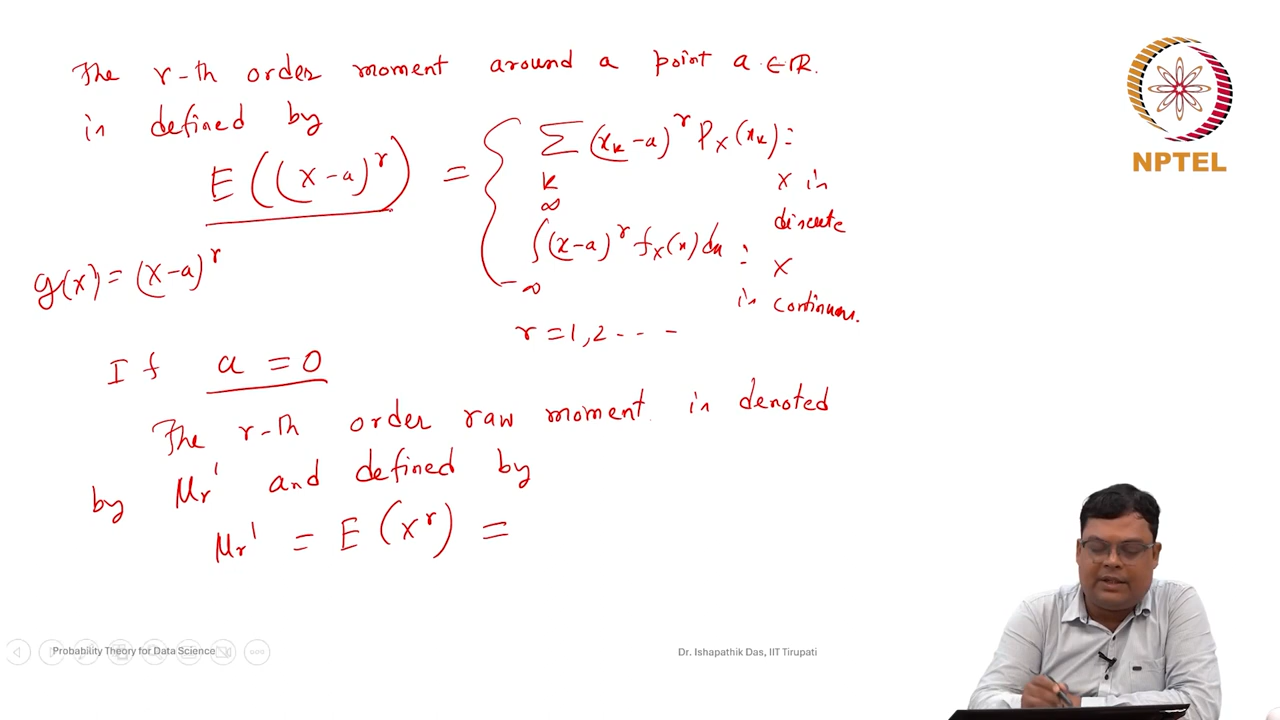 The r-th order moment around a point a ∈ ℝ.
is defined by
E((X-a)^r) = { Σ_k (x_k-a)^r P_X(x_k) : X is discrete
∫_{-∞}^{∞} (x-a)^r f_X(x) dx : X is continuous.
g(x) = (x-a)^r
r = 1, 2 - - - -
If a = 0
The r-th order raw moment is denoted
by μ_r' and defined by
μ_r' = E(X^r) =
NPTEL
Probability Theory for Data Science
Dr. Ishapathik Das, IIT Tirupati